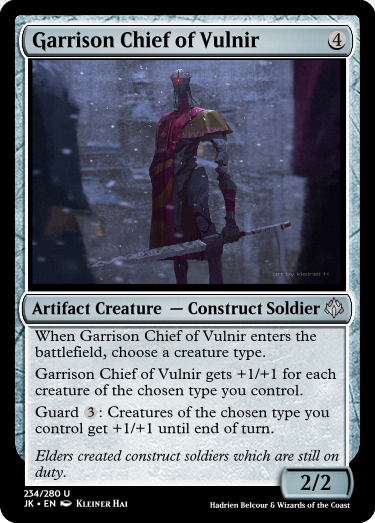 Garrison Chief of Vulnir 4
art by kleiner H
Artifact Creature — Construct Soldier
When Garrison Chief of Vulnir enters the
battlefield, choose a creature type.
Garrison Chief of Vulnir gets +1/+1 for each
creature of the chosen type you control.
Guard 3: Creatures of the chosen type you
control get +1/+1 until end of turn.
Elders created construct soldiers which are still on
duty.
2/2
234/280 U
JK • EN Kleiner Hai
Hadrien Belcour & Wizards of the Coast